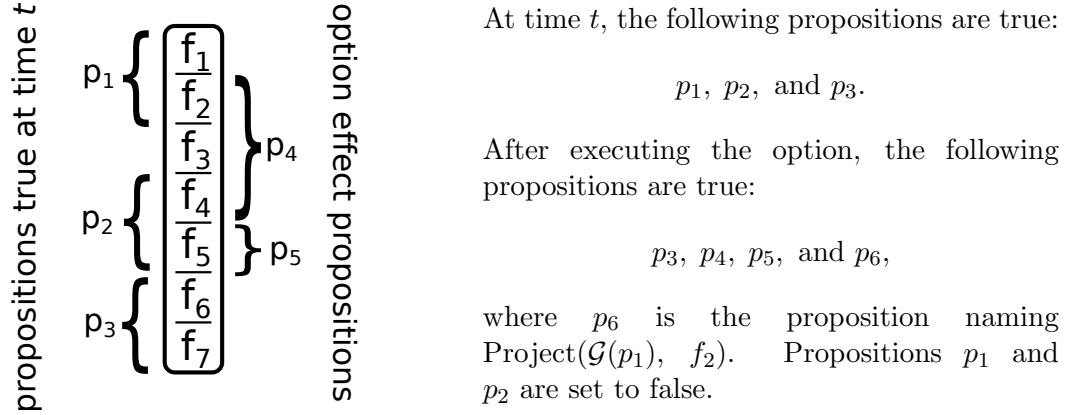 propositions true at time t
p₁
p₂
p₃
f₁
f₂
f₃
f₄
f₅
f₆
f₇
p₄
p₅
option effect propositions
At time t, the following propositions are true:
p₁, p₂, and p₃.
After executing the option, the following
propositions are true:
p₃, p₄, p₅, and p₆,
where p₆ is the proposition naming
Project(𝒢(p₁), f₂). Propositions p₁ and
p₂ are set to false.